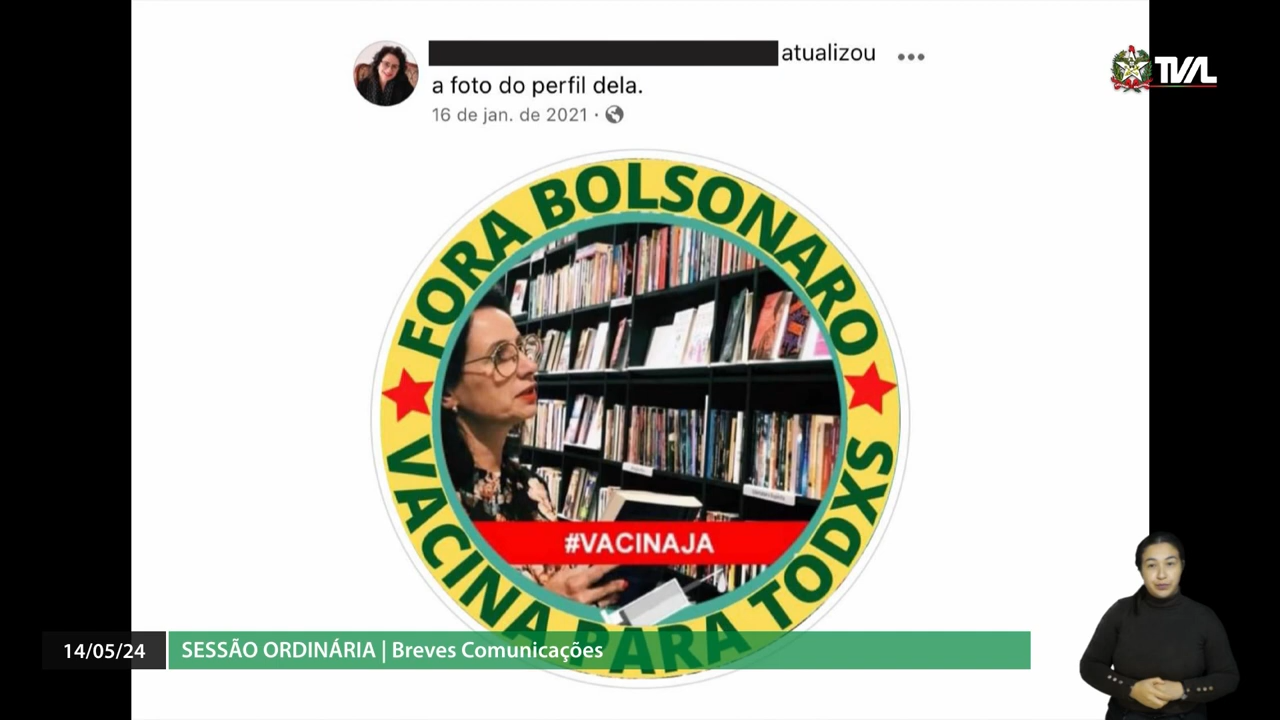 atualizou
a foto do perfil dela.
16 de jan. de 2021 ·
TVAL
FORA BOLSONARO
#VACINAJA
VACINA PARA TODXS
14/05/24
SESSÃO ORDINÁRIA | Breves Comunicações